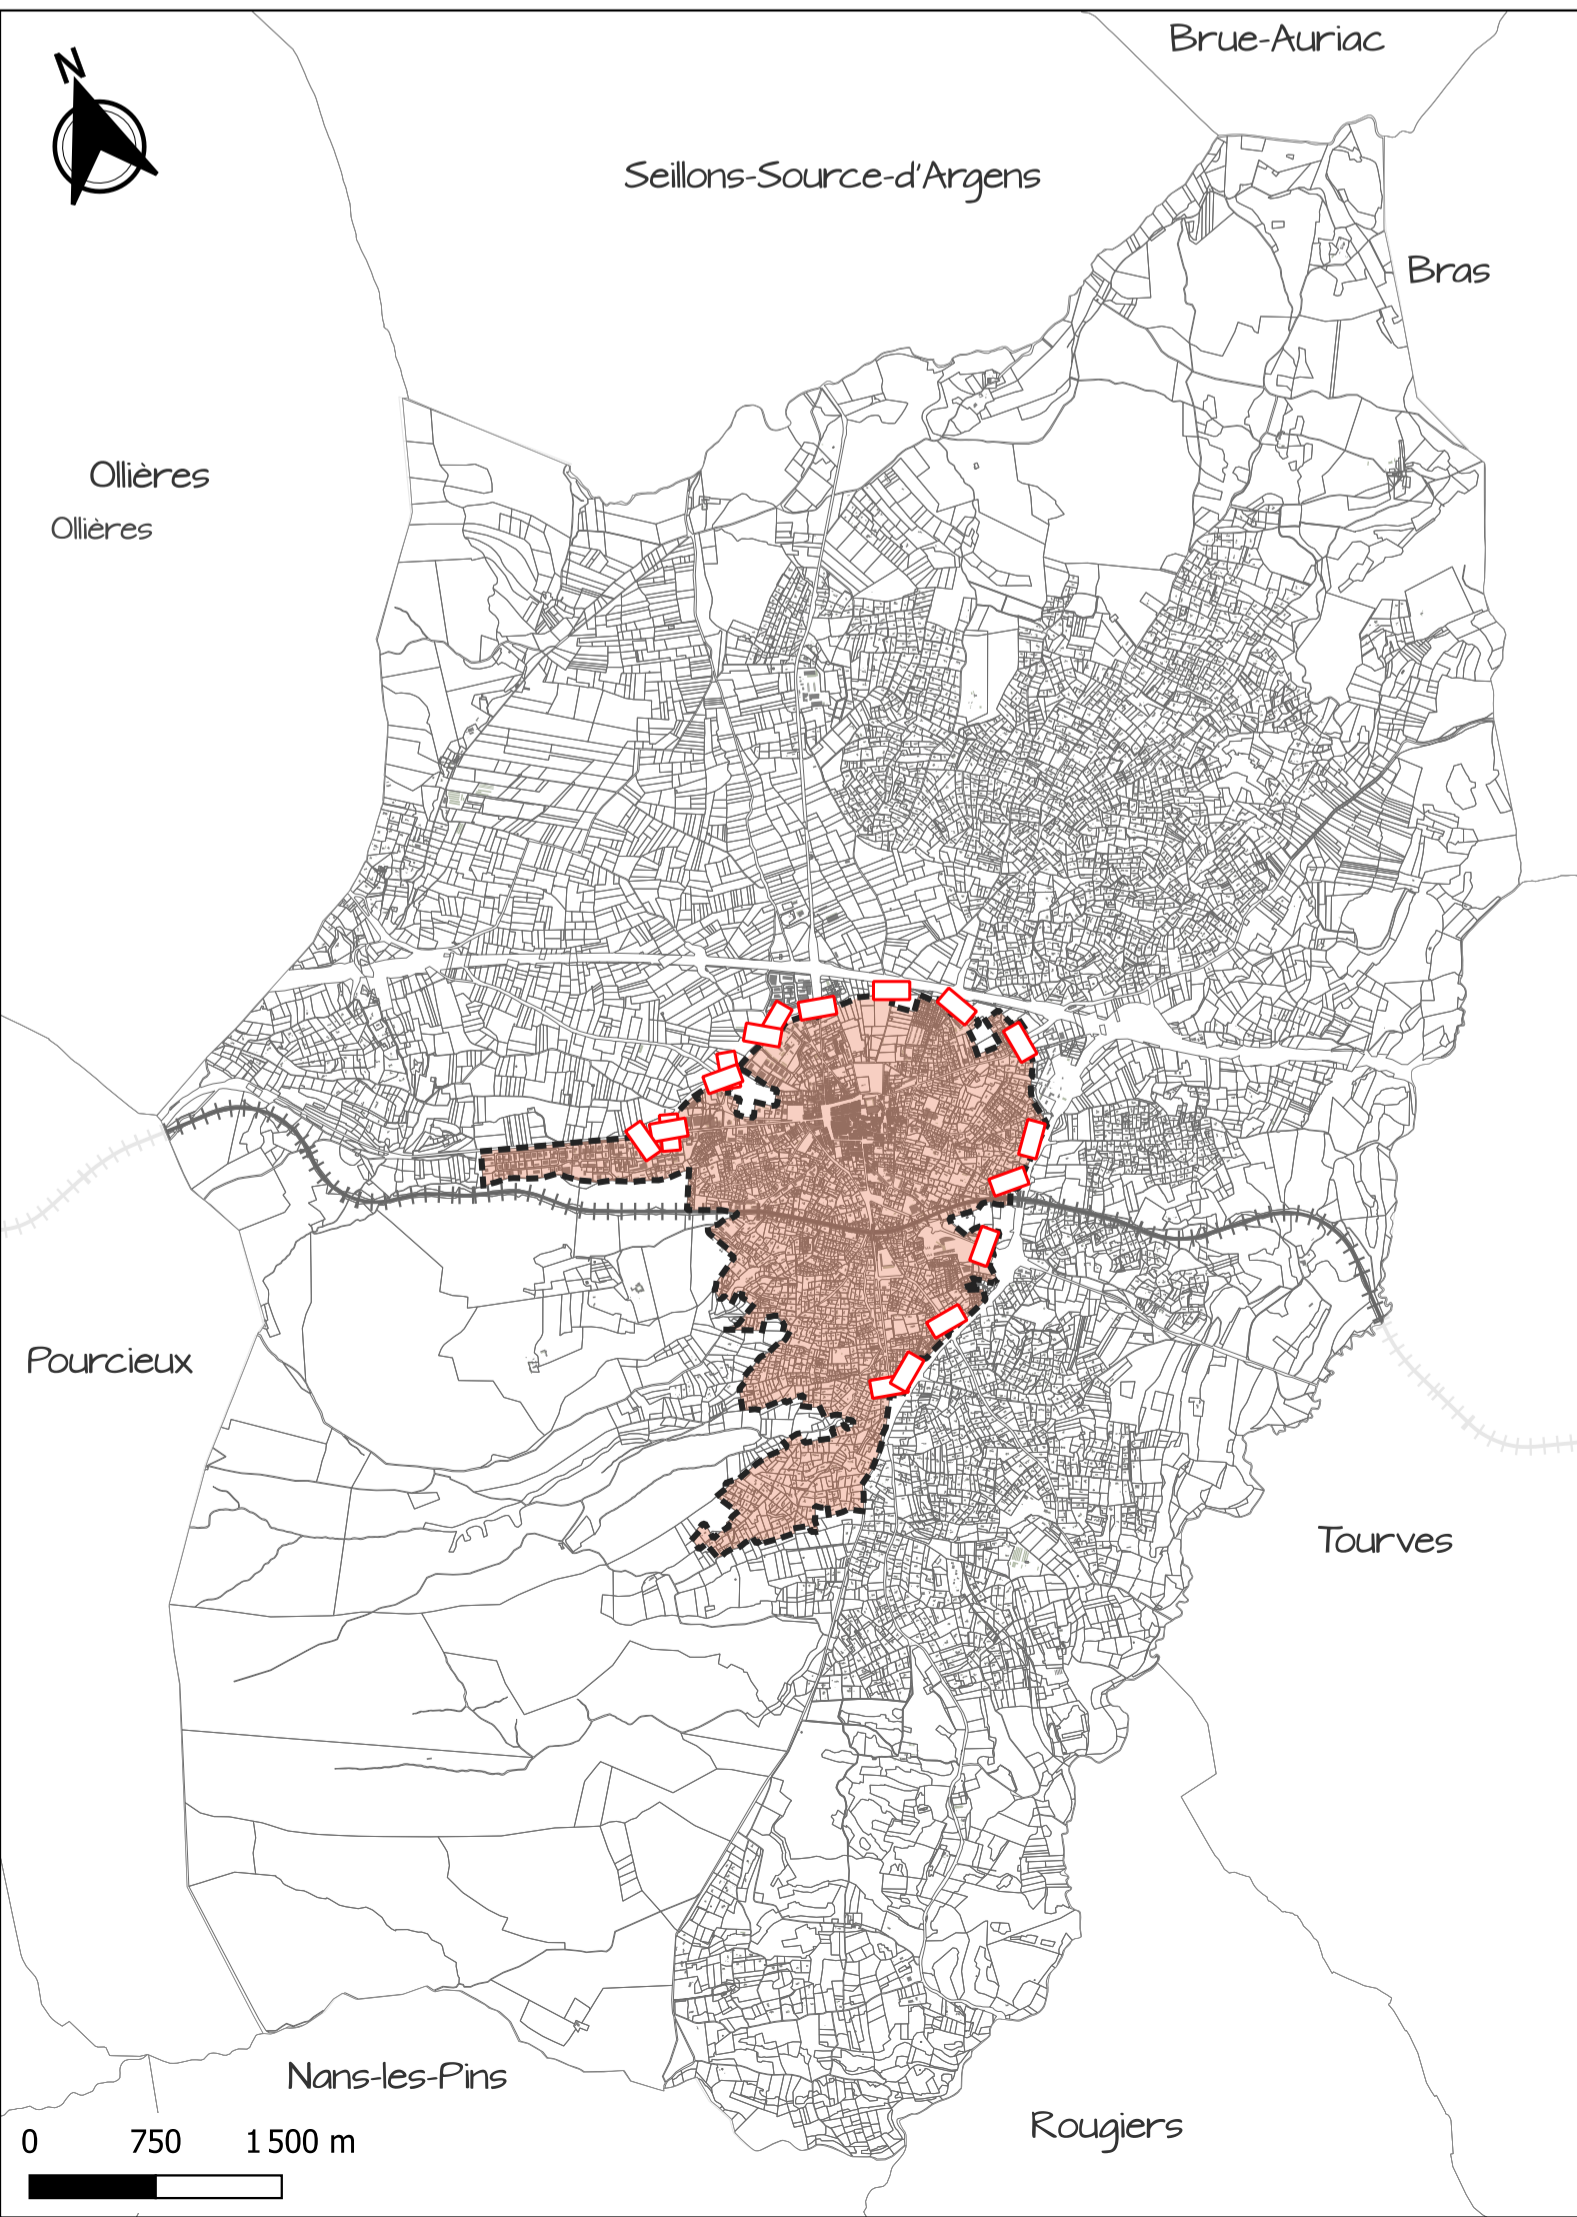 Brue-Auriac
N
Seillons-Source-d'Argens
Bras
Ollières
Ollières
Pourcieux
Tourves
Nans-les-Pins
Rougiers
0 750 1 500 m